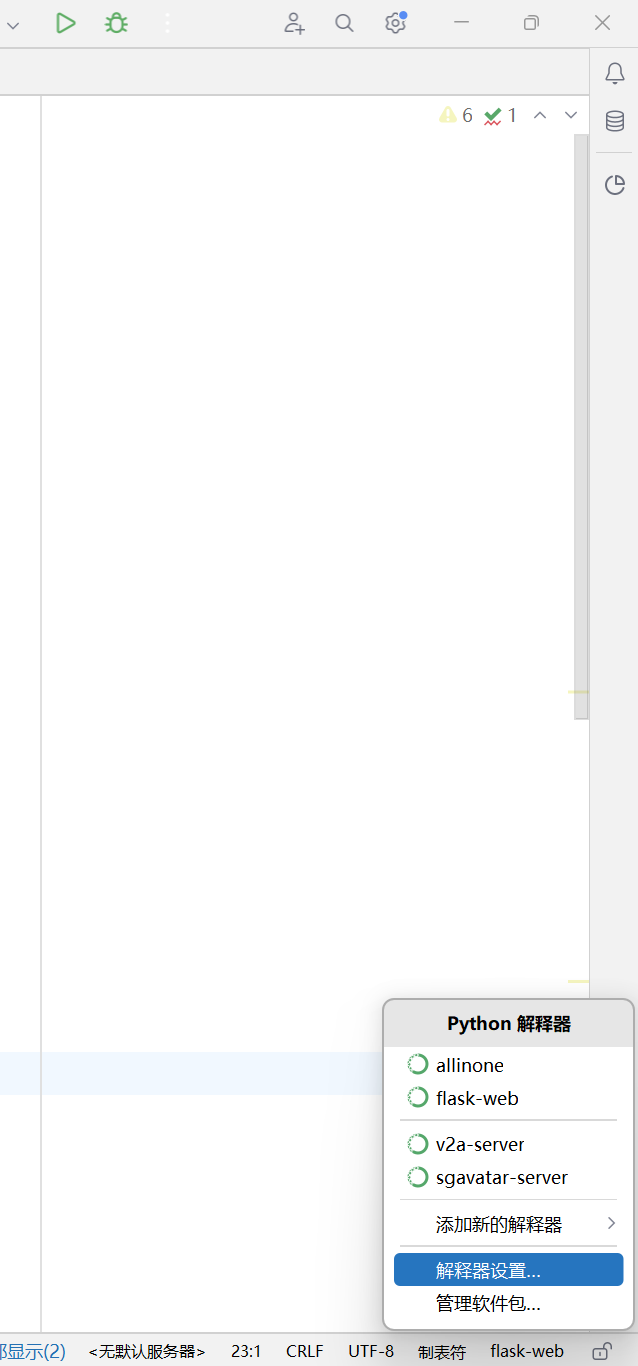 6 1
Python 解释器
allinone
flask-web
v2a-server
sgavatar-server
添加新的解释器
解释器设置...
管理软件包...
显示(2) <无默认服务器> 23:1 CRLF UTF-8 制表符 flask-web